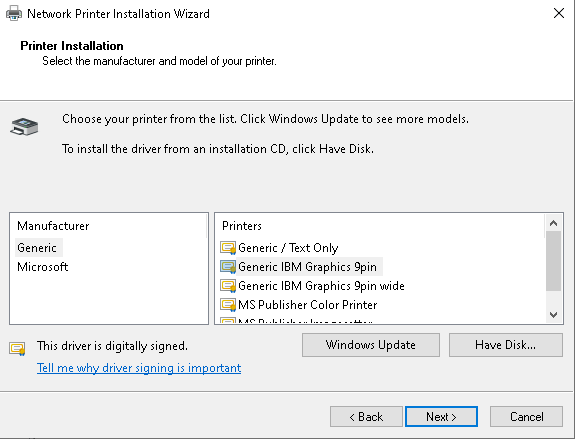 Network Printer Installation Wizard
Printer Installation
Select the manufacturer and model of your printer.
Choose your printer from the list. Click Windows Update to see more models.
To install the driver from an installation CD, click Have Disk.
Manufacturer
Generic
Microsoft
Printers
Generic / Text Only
Generic IBM Graphics 9pin
Generic IBM Graphics 9pin wide
MS Publisher Color Printer
MS Publisher Imagesetter
This driver is digitally signed.
Tell me why driver signing is important
Windows Update
Have Disk...
< Back
Next >
Cancel